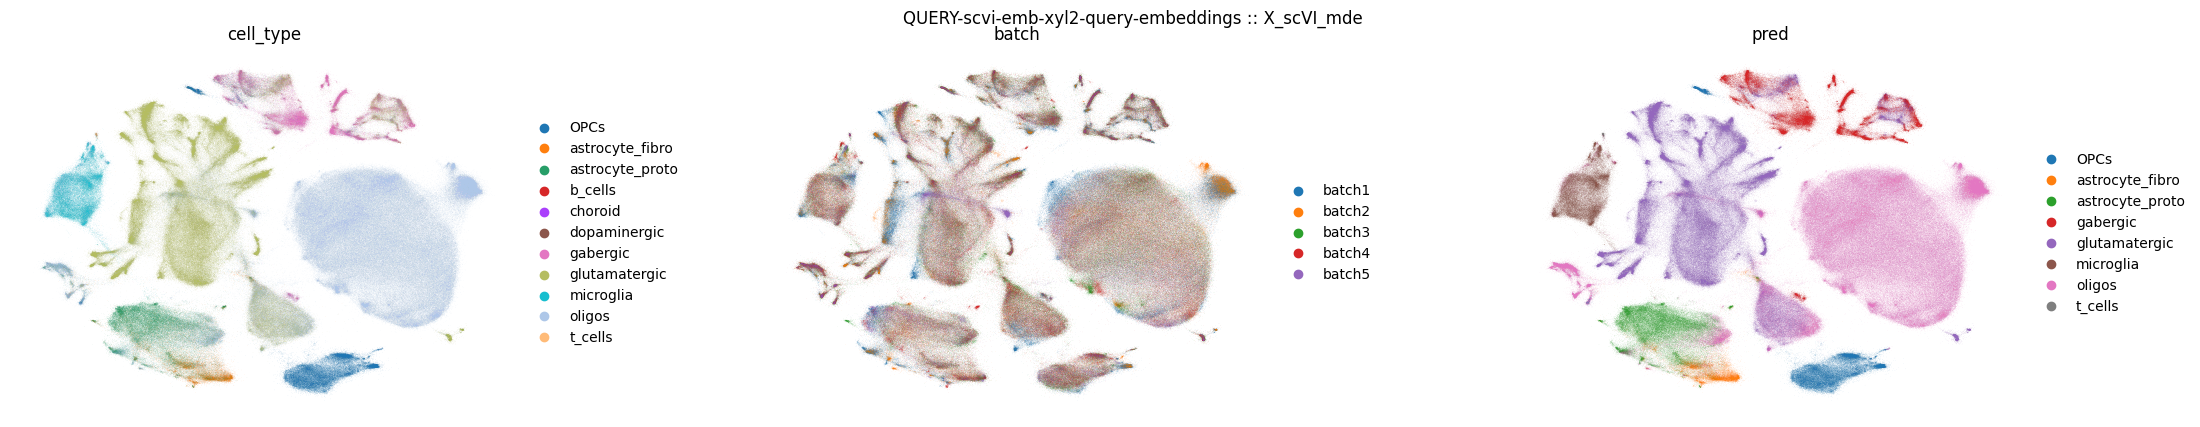 QUERY-scvi-emb-xyl2-query-embeddings :: X_scVI_mde
cell_type
OPCs
astrocyte_fibro
astrocyte_proto
b_cells
choroid
dopaminergic
gabergic
glutamatergic
microglia
oligos
t_cells
batch
batch1
batch2
batch3
batch4
batch5
pred
OPCs
astrocyte_fibro
astrocyte_proto
gabergic
glutamatergic
microglia
oligos
t_cells